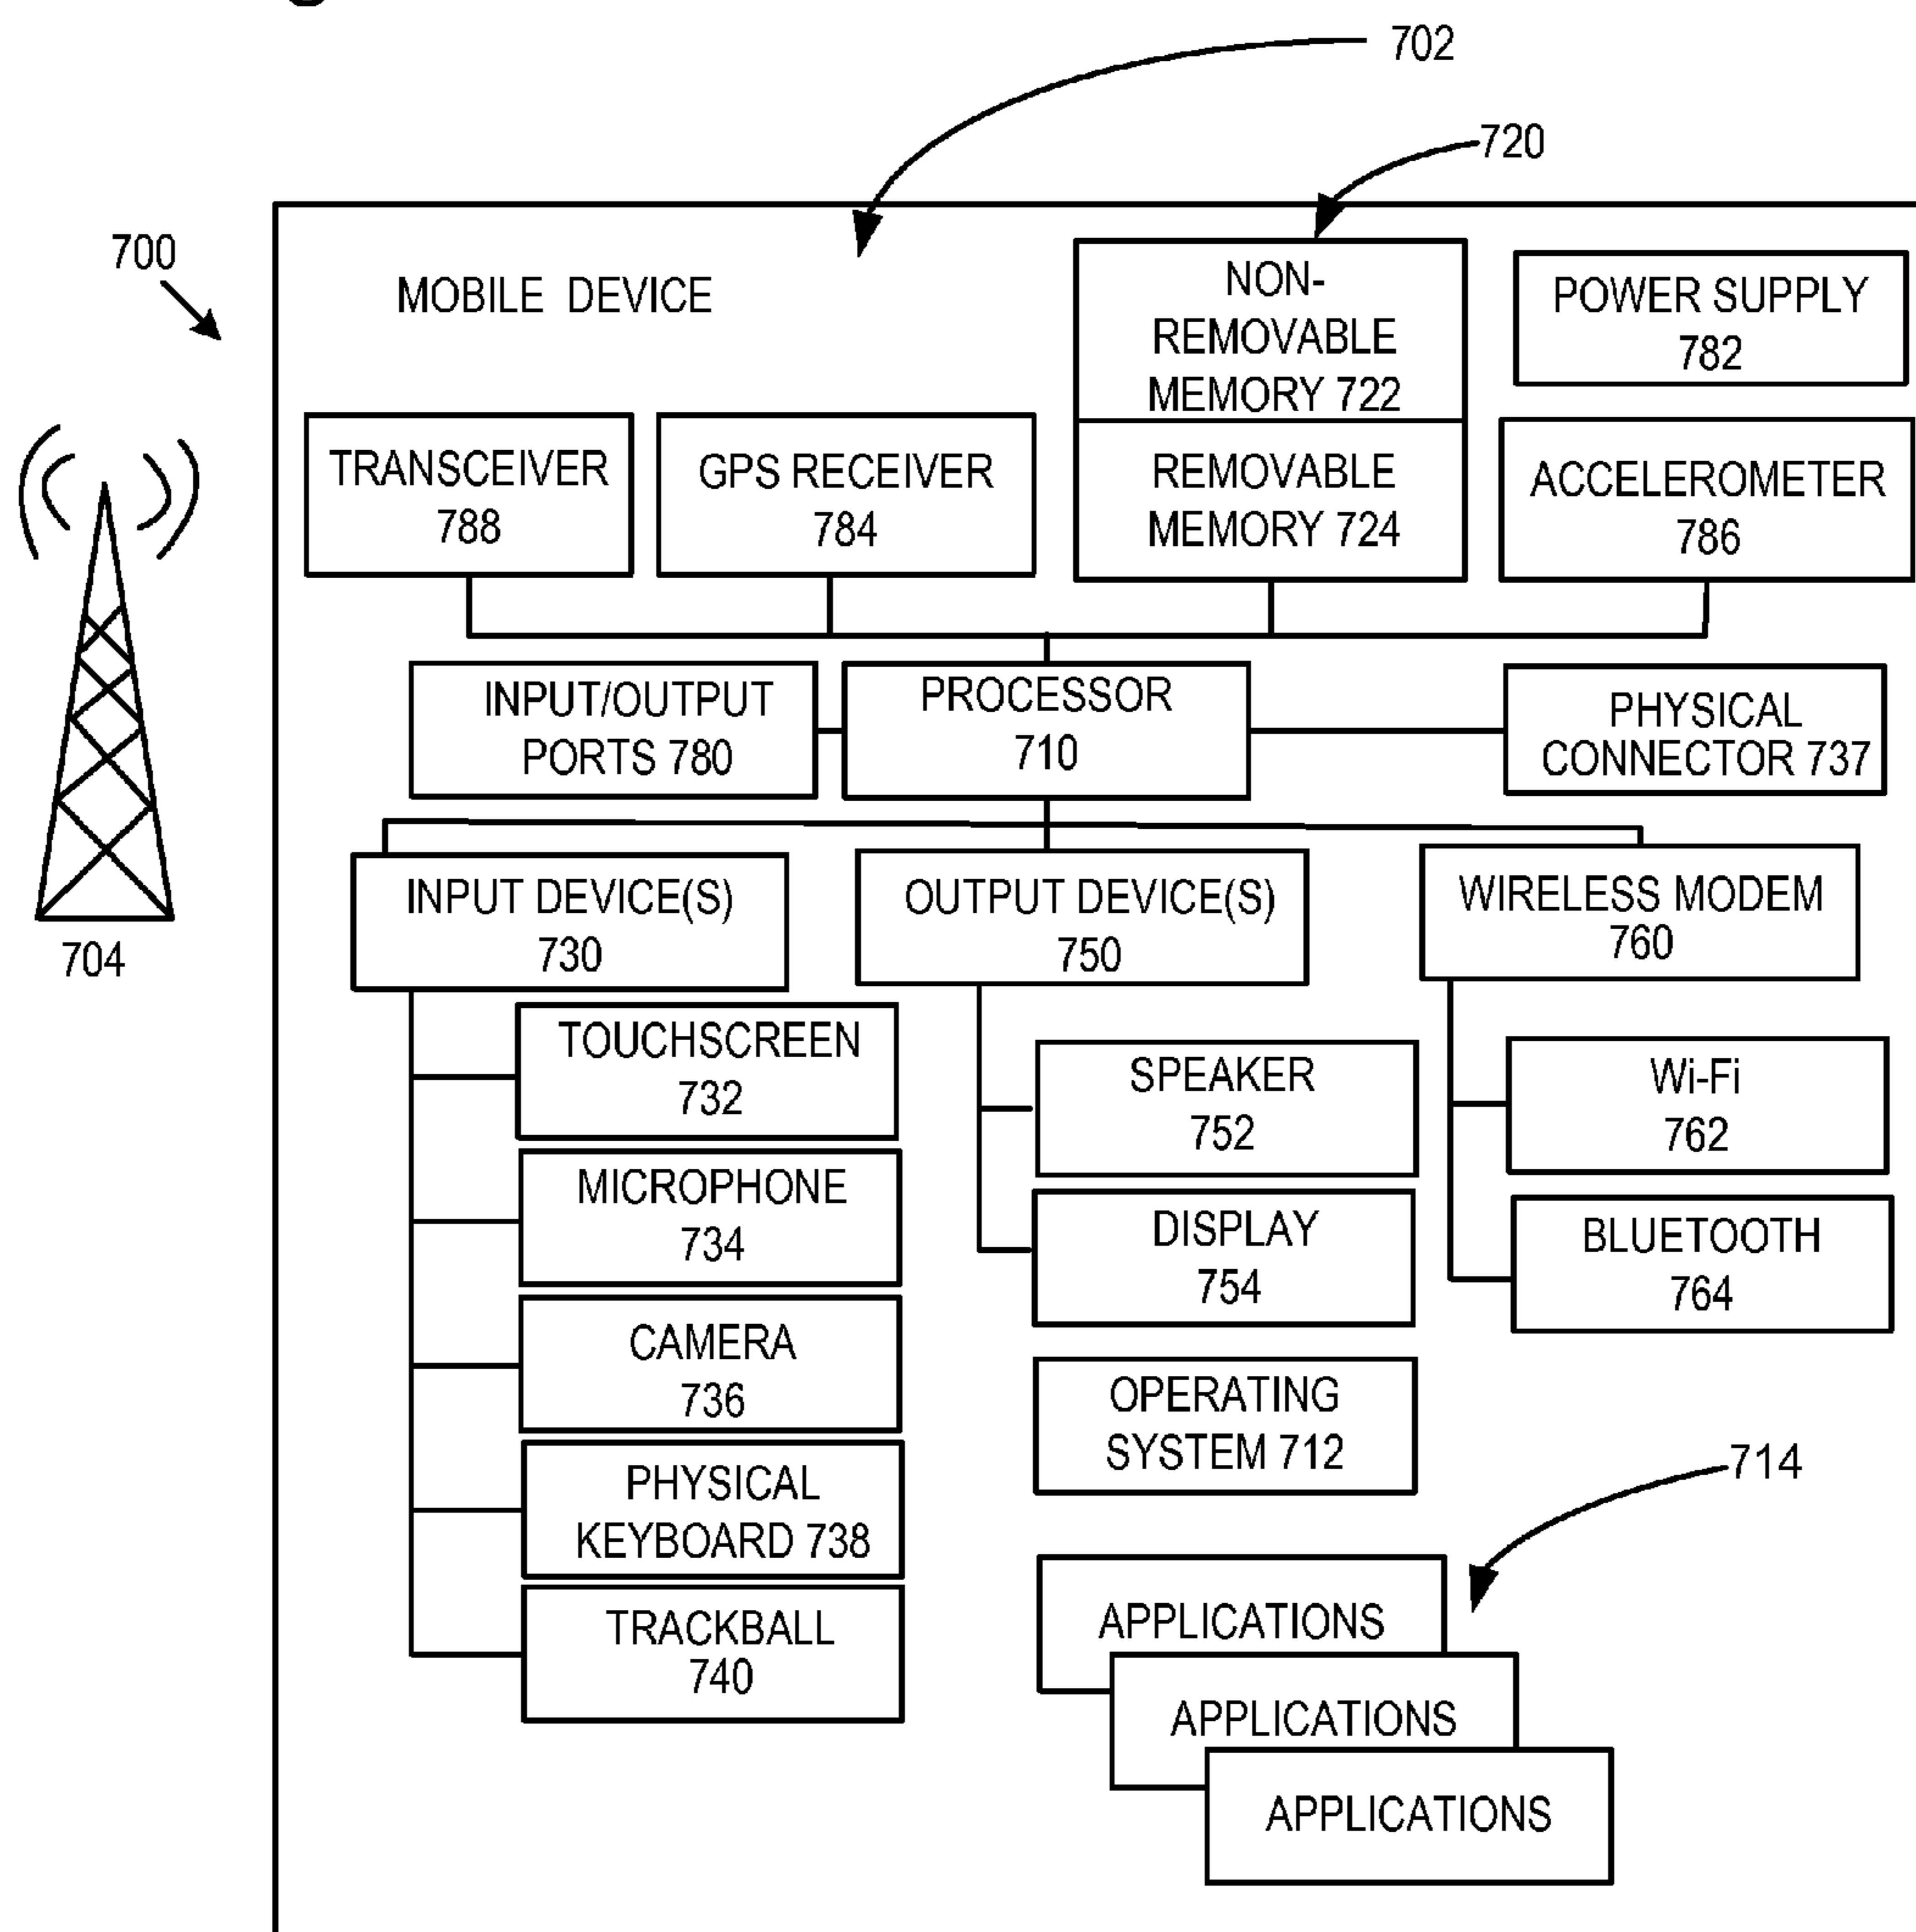 702
720
700
MOBILE DEVICE
NON-
REMOVABLE
MEMORY 722
POWER SUPPLY
782
TRANSCEIVER
788
GPS RECEIVER
784
REMOVABLE
MEMORY 724
ACCELEROMETER
786
INPUT/OUTPUT
PORTS 780
PROCESSOR
710
PHYSICAL
CONNECTOR 737
704
INPUT DEVICE(S)
730
OUTPUT DEVICE(S)
750
WIRELESS MODEM
760
TOUCHSCREEN
732
MICROPHONE
734
CAMERA
736
PHYSICAL
KEYBOARD 738
TRACKBALL
740
SPEAKER
752
DISPLAY
754
Wi-Fi
762
BLUETOOTH
764
OPERATING
SYSTEM 712
714
APPLICATIONS
APPLICATIONS
APPLICATIONS